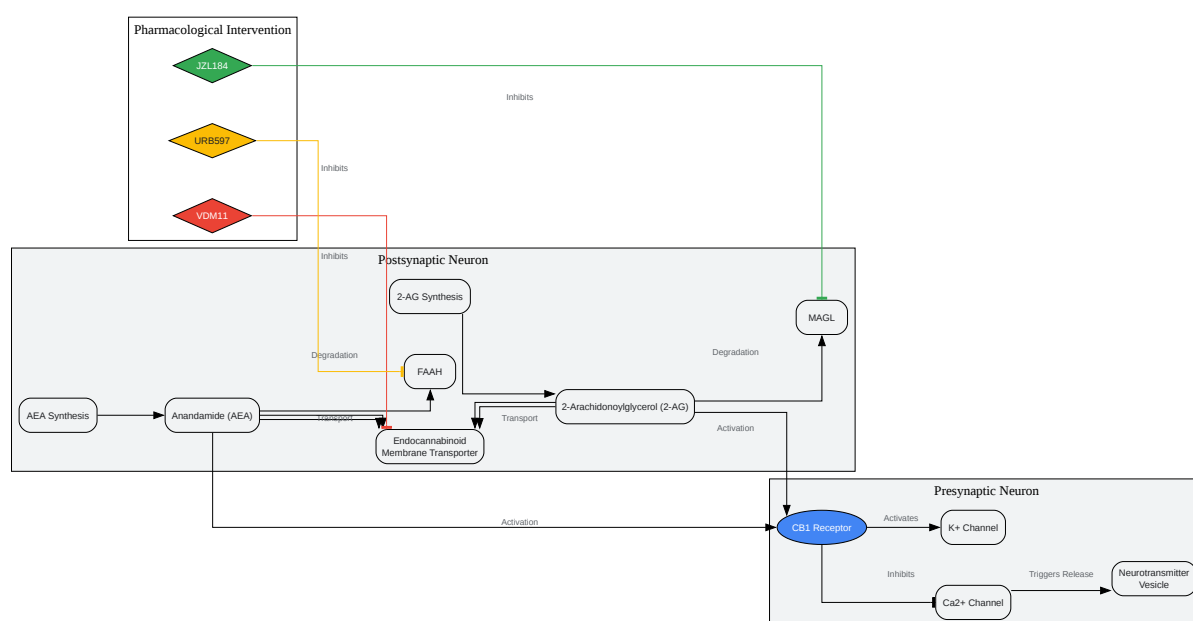 Pharmacological Intervention
JZL184
Inhibits
URB597
Inhibits
VDM11
Inhibits
Postsynaptic Neuron
2-AG Synthesis
MAGL
Degradation
Degradation
FAAH
AEA Synthesis
Anandamide (AEA)
Transport
Transport
2-Arachidonoylglycerol (2-AG)
Activation
Endocannabinoid
Membrane Transporter
Presynaptic Neuron
Activation
CB1 Receptor
Activates
K+ Channel
Inhibits
Ca2+ Channel
Triggers Release
Neurotransmitter
Vesicle